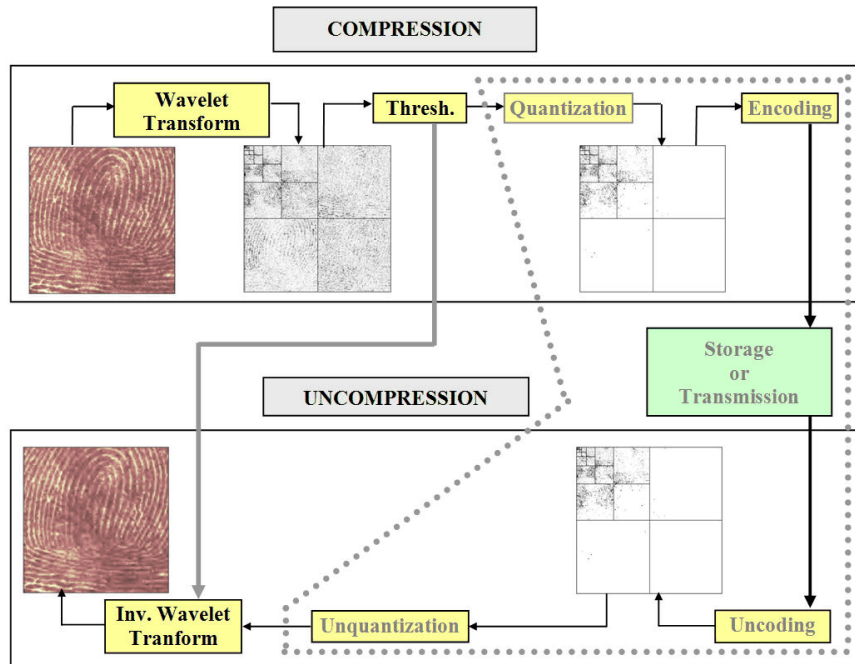 COMPRESSION
Wavelet
Transform
Thresh.
Quantization
Encoding
Storage
or
Transmission
UNCOMPRESSION
Inv. Wavelet
Tranform
Unquantization
Uncoding